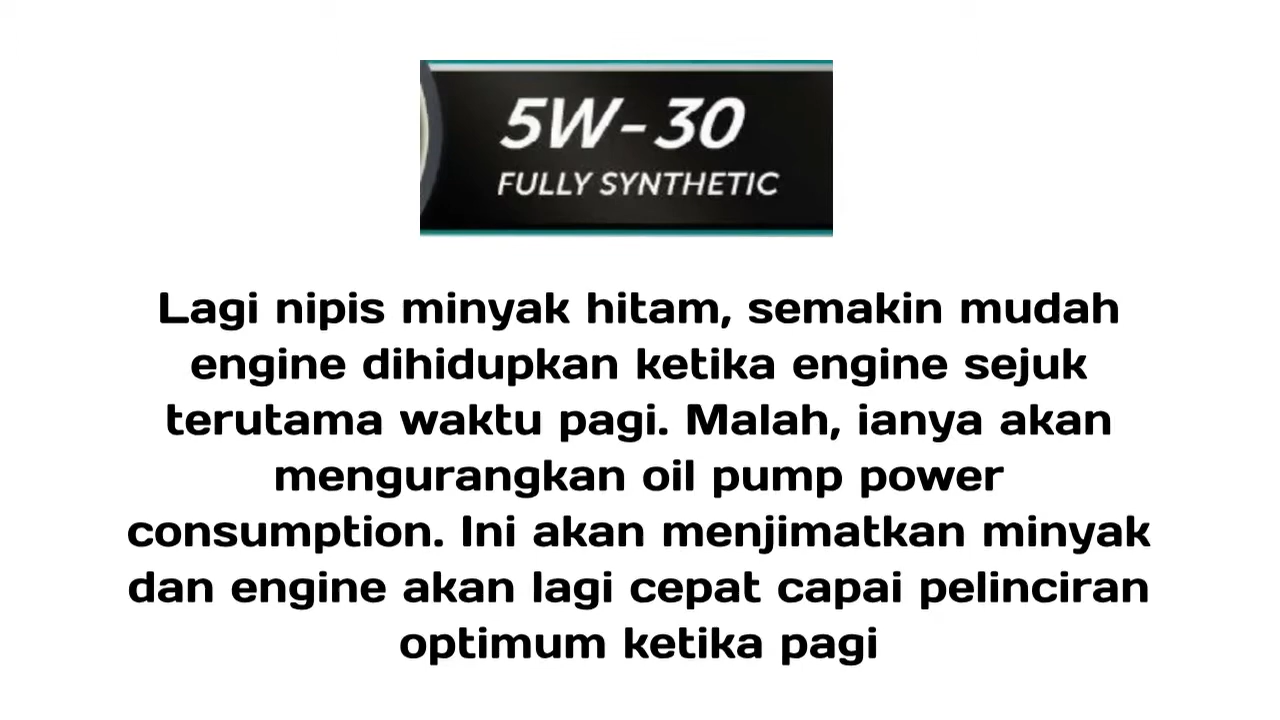 5W-30
FULLY SYNTHETIC
Lagi nipis minyak hitam, semakin mudah
engine dihidupkan ketika engine sejuk
terutama waktu pagi. Malah, ianya akan
mengurangkan oil pump power
consumption. Ini akan menjimatkan minyak
dan engine akan lagi cepat capai pelinciran
optimum ketika pagi